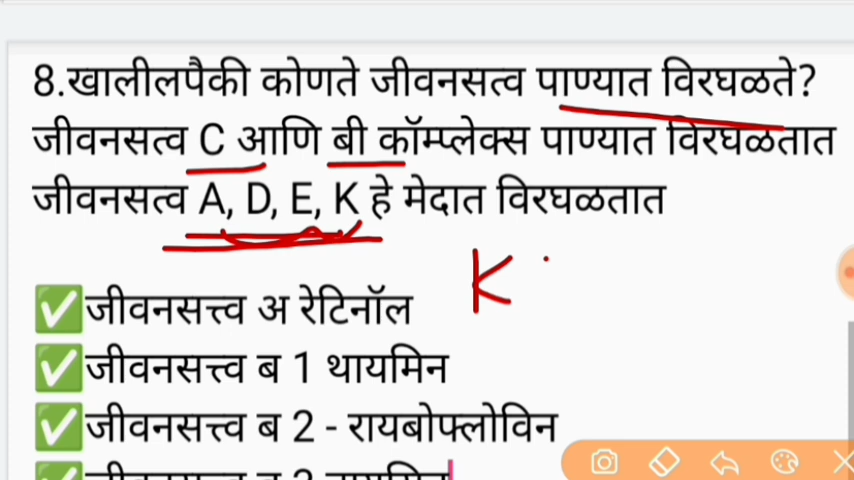 8.खालीलपैकी कोणते जीवनसत्व पाण्यात विरघळते?
जीवनसत्व C आणि बी कॉम्प्लेक्स पाण्यात विरघळतात
जीवनसत्व A, D, E, K हे मेदात विरघळतात
K
✅जीवनसत्त्व अ रेटिनॉल
✅जीवनसत्त्व ब 1 थायमिन
✅जीवनसत्त्व ब 2 - रायबोफ्लोविन